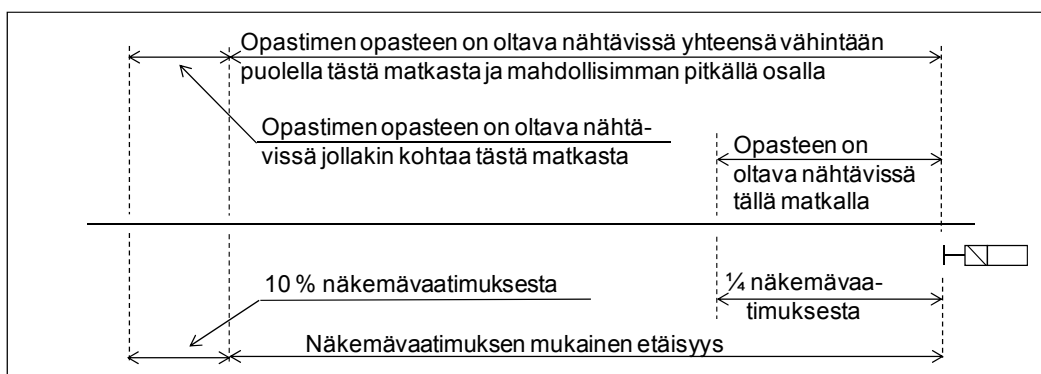 Opastimen opasteen on oltava nähtävissä yhteensä vähintään
puolella tästä matkasta ja mahdollisimman pitkällä osalla
Opastimen opasteen on oltava nähtä-
vissä jollakin kohtaa tästä matkasta
Opasteen on
oltava nähtävissä
tällä matkalla
10 % näkemävaatimuksesta
¼ näkemävaa-
timuksesta
Näkemävaatimuksen mukainen etäisyys